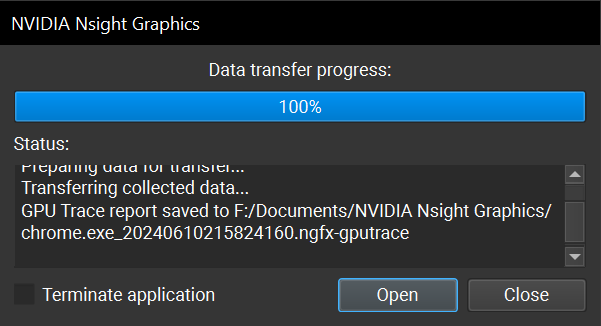 NVIDIA Nsight Graphics
Data transfer progress:
100%
Status:
Preparing data for transfer...
Transferring collected data...
GPU Trace report saved to F:/Documents/NVIDIA Nsight Graphics/
chrome.exe_20240610215824160.ngfx-gputrace
Terminate application
Open
Close